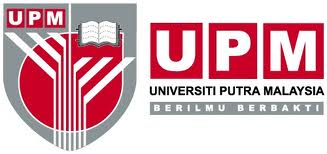 UPM
UPM
UNIVERSITI PUTRA MALAYSIA
BERILMU BERBAKTI